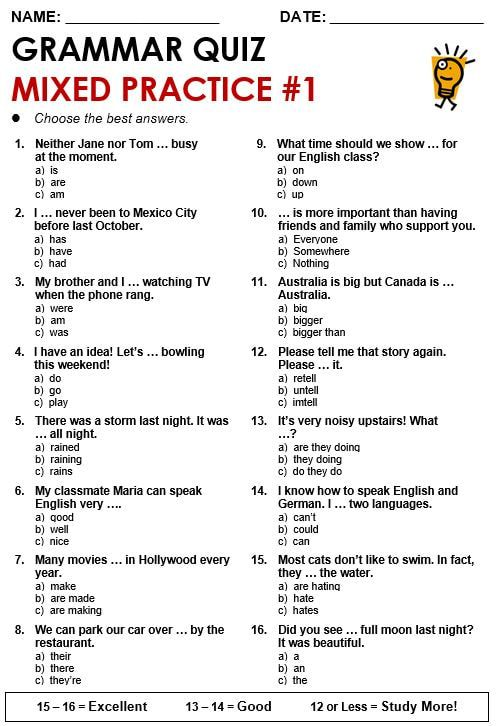 NAME: ____________________ DATE: ____________________
GRAMMAR QUIZ
MIXED PRACTICE #1
● Choose the best answers.
1. Neither Jane nor Tom … busy
at the moment.
a) is
b) are
c) am
2. I … never been to Mexico City
before last October.
a) has
b) have
c) had
3. My brother and I … watching TV
when the phone rang.
a) were
b) am
c) was
4. I have an idea! Let's … bowling
this weekend!
a) do
b) go
c) play
5. There was a storm last night. It was
… all night.
a) rained
b) raining
c) rains
6. My classmate Maria can speak
English very ….
a) good
b) well
c) nice
7. Many movies … in Hollywood every
year.
a) make
b) are made
c) are making
8. We can park our car over … by the
restaurant.
a) their
b) there
c) they're
9. What time should we show … for
our English class?
a) on
b) down
c) up
10. … is more important than having
friends and family who support you.
a) Everyone
b) Somewhere
c) Nothing
11. Australia is big but Canada is …
Australia.
a) big
b) bigger
c) bigger than
12. Please tell me that story again.
Please … it.
a) retell
b) untell
c) imtell
13. It's very noisy upstairs! What
…?
a) are they doing
b) they doing
c) do they do
14. I know how to speak English and
German. I … two languages.
a) can't
b) could
c) can
15. Most cats don't like to swim. In fact,
they … the water.
a) are hating
b) hate
c) hates
16. Did you see … full moon last night?
It was beautiful.
a) a
b) an
c) the
15 – 16 = Excellent 13 – 14 = Good 12 or Less = Study More!